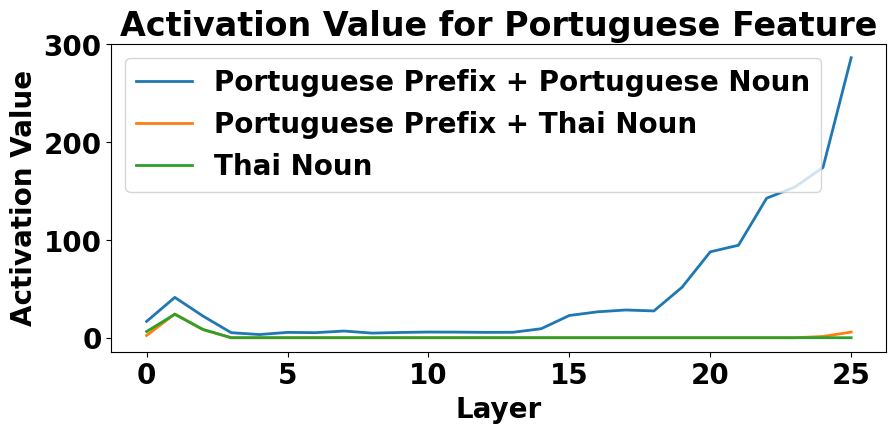 Activation Value for Portuguese Feature
Activation Value
300
200
100
0
Portuguese Prefix + Portuguese Noun
Portuguese Prefix + Thai Noun
Thai Noun
0 5 10 15 20 25
Layer